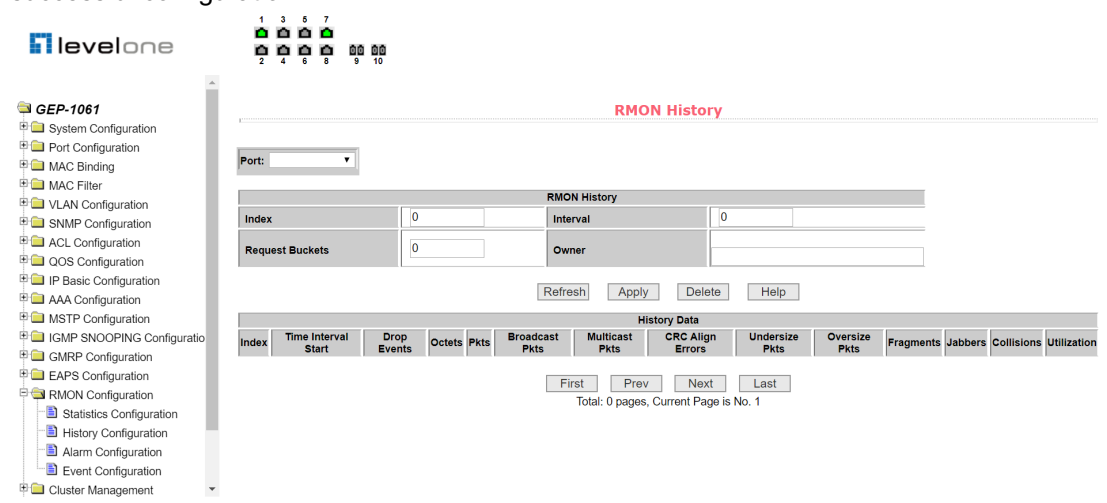 levelone
1 3 5 7
2 4 6 8 9 10
GEP-1061
System Configuration
Port Configuration
MAC Binding
MAC Filter
VLAN Configuration
SNMP Configuration
ACL Configuration
QOS Configuration
IP Basic Configuration
AAA Configuration
MSTP Configuration
IGMP SNOOPING Configuratio
GMRP Configuration
EAPS Configuration
RMON Configuration
Statistics Configuration
History Configuration
Alarm Configuration
Event Configuration
Cluster Management
RMON History
Port:
RMON History
Index 0 Interval 0
Request Buckets 0 Owner
Refresh Apply Delete Help
History Data
Index Time Interval Start Drop Events Octets Pkts Broadcast Pkts Multicast Pkts CRC Align Errors Undersize Pkts Oversize Pkts Fragments Jabbers Collisions Utilization
First Prev Next Last
Total: 0 pages, Current Page is No. 1